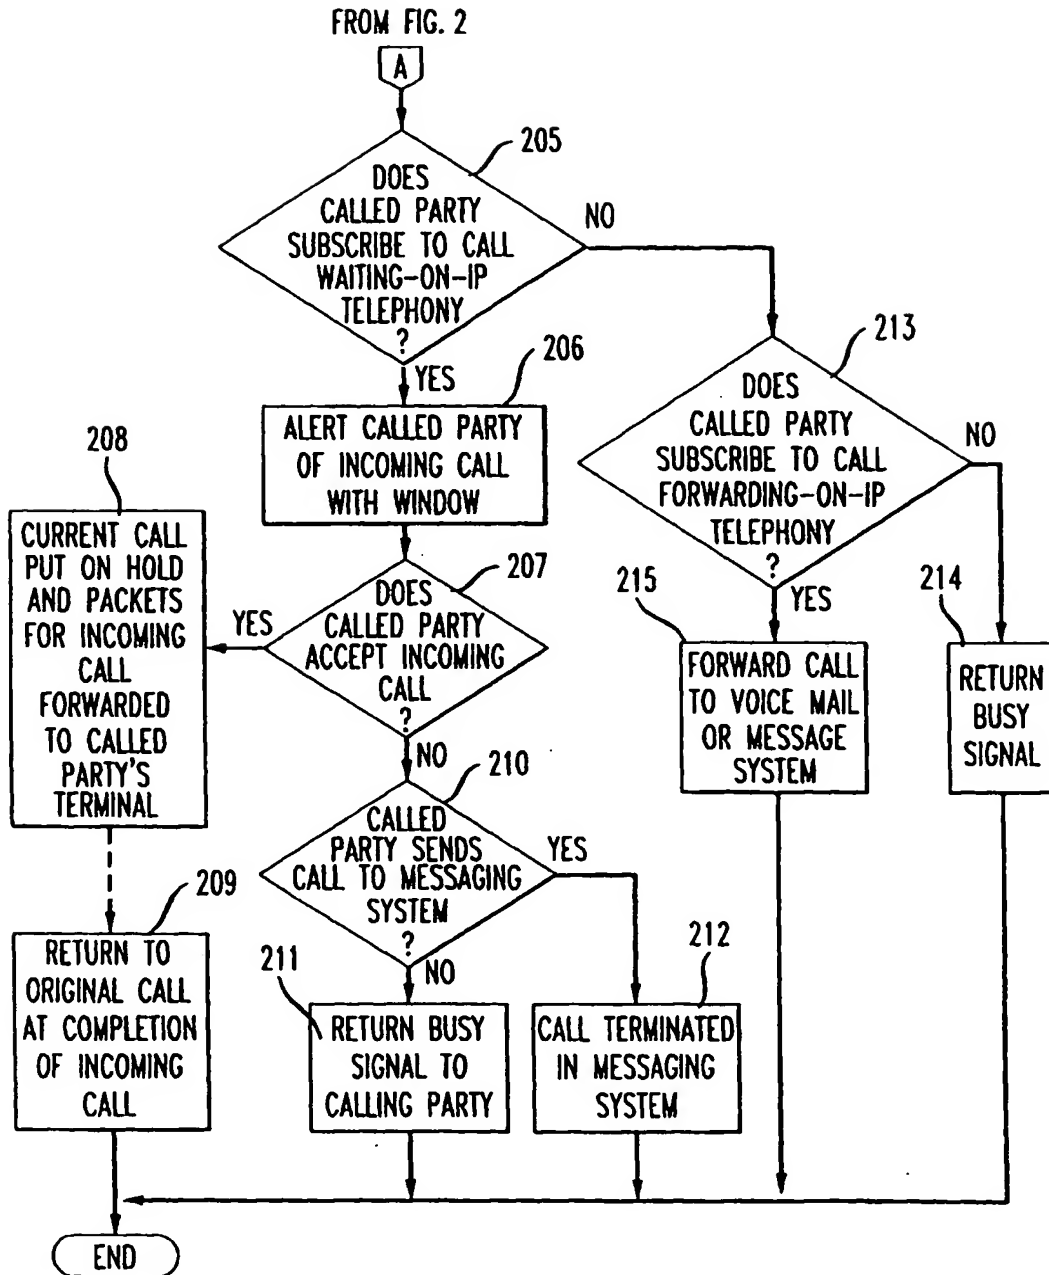 FROM FIG. 2
A
205
DOES
CALLED PARTY
SUBSCRIBE TO CALL
WAITING-ON-IP
TELEPHONY
?
NO
YES
206
ALERT CALLED PARTY
OF INCOMING CALL
WITH WINDOW
213
DOES
CALLED PARTY
SUBSCRIBE TO CALL
FORWARDING-ON-IP
TELEPHONY
?
NO
YES
208
CURRENT CALL
PUT ON HOLD
AND PACKETS
FOR INCOMING
CALL
FORWARDED
TO CALLED
PARTY'S
TERMINAL
207
DOES
CALLED PARTY
ACCEPT INCOMING
CALL
?
YES
NO
215
FORWARD CALL
TO VOICE MAIL
OR MESSAGE
SYSTEM
214
RETURN
BUSY
SIGNAL
210
CALLED
PARTY SENDS
CALL TO MESSAGING
SYSTEM
?
YES
NO
209
RETURN TO
ORIGINAL CALL
AT COMPLETION
OF INCOMING
CALL
211
RETURN BUSY
SIGNAL TO
CALLING PARTY
212
CALL TERMINATED
IN MESSAGING
SYSTEM
END